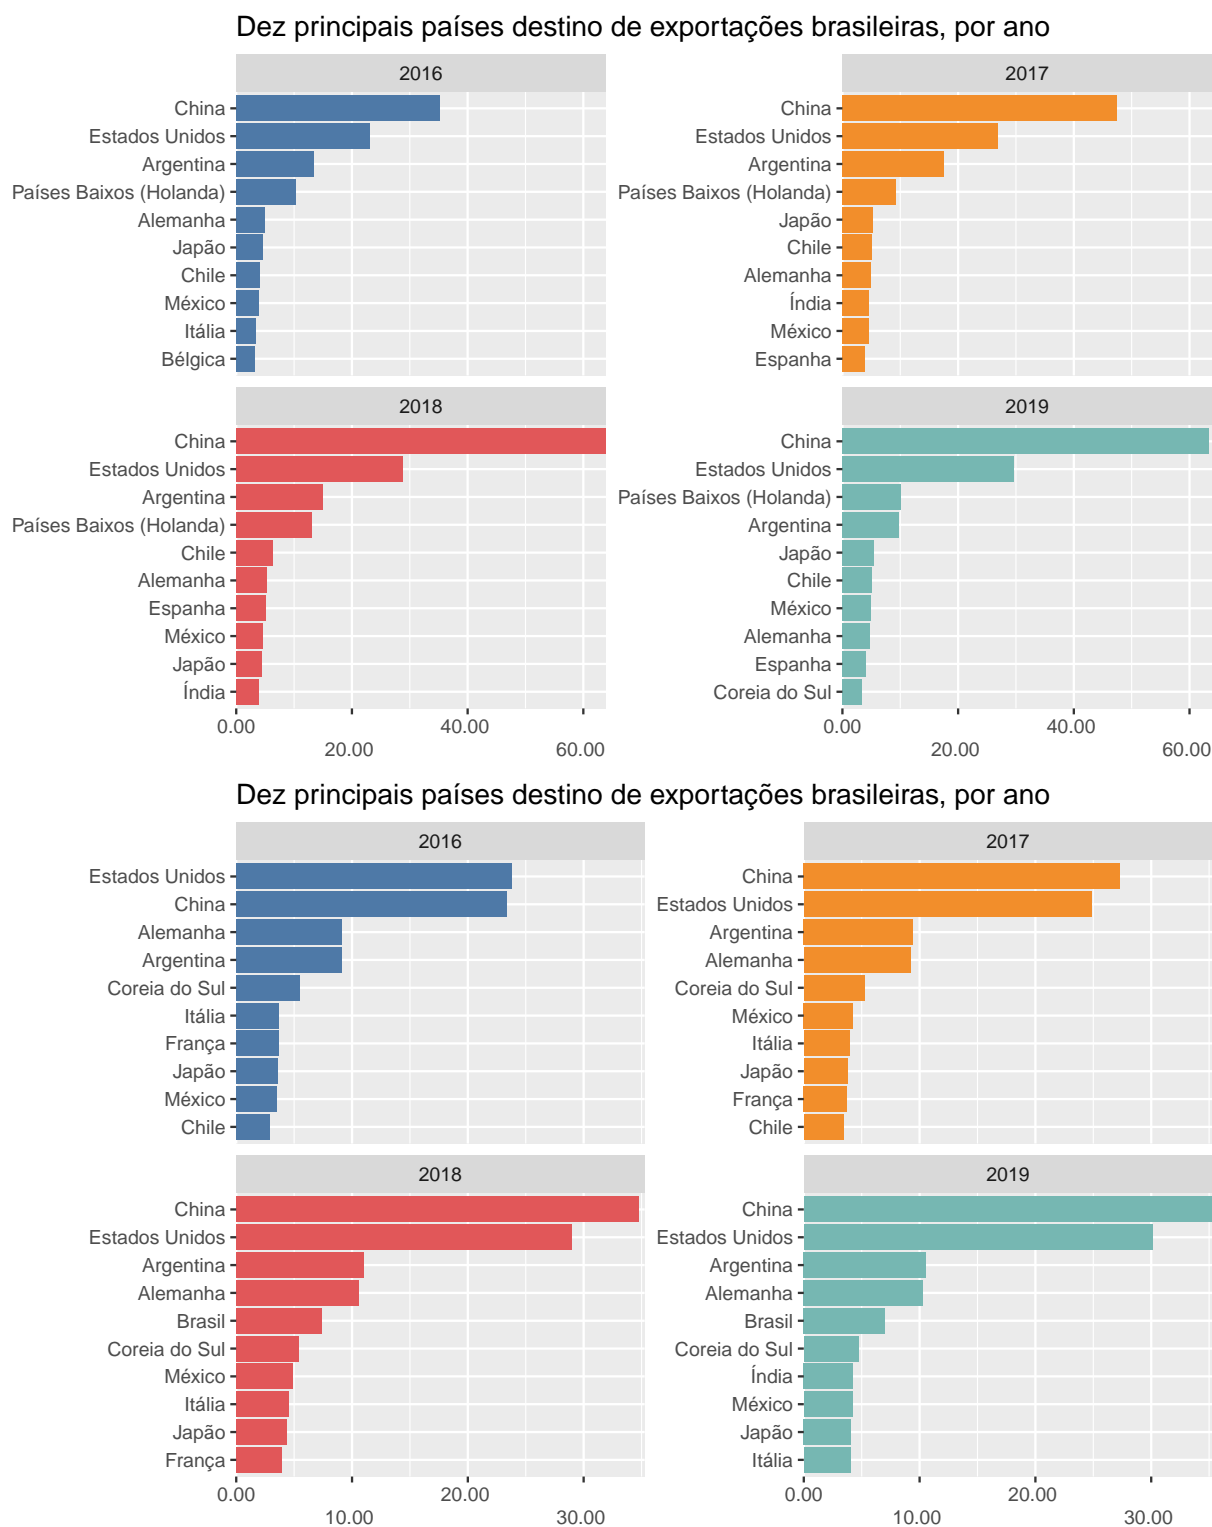 Dez principais países destino de exportações brasileiras, por ano
2016
China
Estados Unidos
Argentina
Países Baixos (Holanda)
Alemanha
Japão
Chile
México
Itália
Bélgica
2017
China
Estados Unidos
Argentina
Países Baixos (Holanda)
Japão
Chile
Alemanha
Índia
México
Espanha
2018
China
Estados Unidos
Argentina
Países Baixos (Holanda)
Chile
Alemanha
Espanha
México
Japão
Índia
0.00
20.00
40.00
60.00
2019
China
Estados Unidos
Países Baixos (Holanda)
Argentina
Japão
Chile
México
Alemanha
Espanha
Coreia do Sul
0.00
20.00
40.00
60.00
Dez principais países destino de exportações brasileiras, por ano
2016
Estados Unidos
China
Alemanha
Argentina
Coreia do Sul
Itália
França
Japão
México
Chile
2017
China
Estados Unidos
Argentina
Alemanha
Coreia do Sul
México
Itália
Japão
França
Chile
2018
China
Estados Unidos
Argentina
Alemanha
Brasil
Coreia do Sul
México
Itália
Japão
França
0.00
10.00
20.00
30.00
2019
China
Estados Unidos
Argentina
Alemanha
Brasil
Coreia do Sul
Índia
México
Japão
Itália
0.00
10.00
20.00
30.00